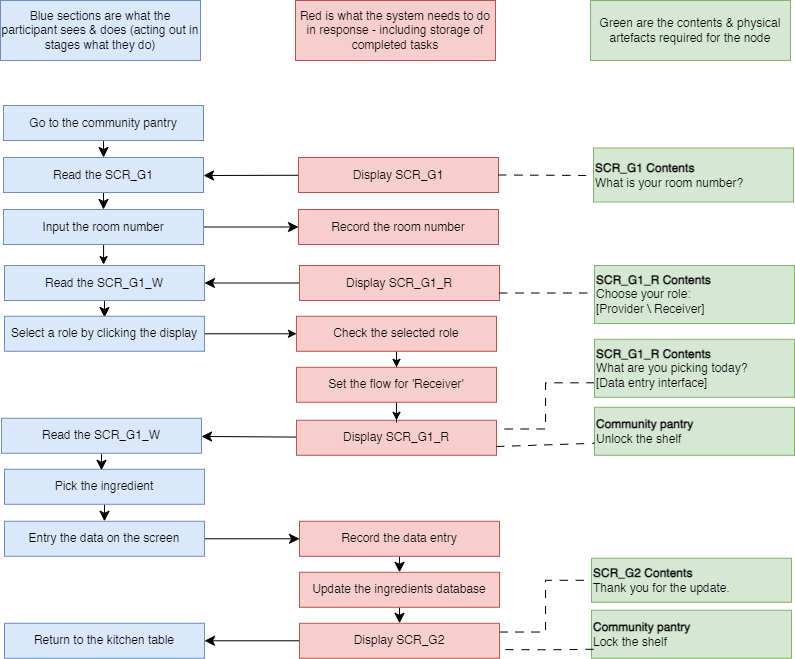 Blue sections are what the
participant sees & does (acting out in
stages what they do)
Red is what the system needs to do
in response - including storage of
completed tasks
Green are the contents & physical
artefacts required for the node
Go to the community pantry
Read the SCR_G1
Display SCR_G1
SCR_G1 Contents
What is your room number?
Input the room number
Record the room number
Read the SCR_G1_W
Display SCR_G1_R
SCR_G1_R Contents
Choose your role:
[Provider \ Receiver]
Select a role by clicking the display
Check the selected role
SCR_G1_R Contents
What are you picking today?
[Data entry interface]
Set the flow for 'Receiver'
Read the SCR_G1_W
Display SCR_G1_R
Community pantry
Unlock the shelf
Pick the ingredient
Entry the data on the screen
Record the data entry
Update the ingredients database
SCR_G2 Contents
Thank you for the update.
Return to the kitchen table
Display SCR_G2
Community pantry
Lock the shelf